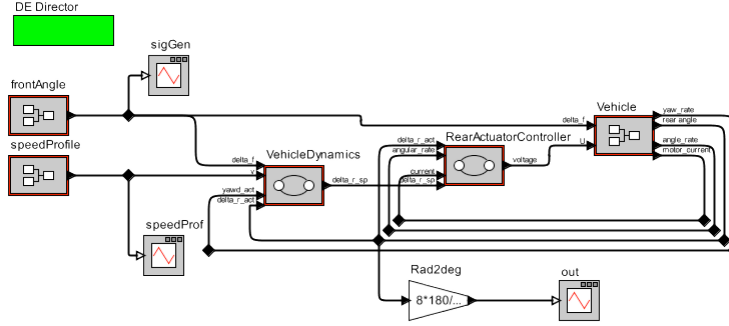 DE Director
sigGen
frontAngle
speedProfile
speedProf
VehicleDynamics
delta_f
v
yawd_act
delta_r_act
delta_r_sp
RearActuatorController
delta_r_act
angular_rate
current
delta_r_sp
voltage
Vehicle
delta_f
U
yaw_rate
rear angle
angle_rate
motor_current
Rad2deg
8*180/...
out